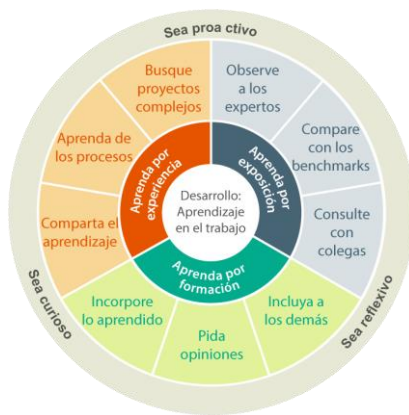 Sea proa ctivo
Busque
proyectos
complejos
Observe
a los
expertos
Aprenda de
los procesos
Compare
con los
benchmarks
Aprenda por
experiencia
Aprenda por
exposición
Desarrollo:
Aprendizaje
en el trabajo
Comparta el
aprendizaje
Consulte
con
colegas
Aprenda por
formación
Incorpore
lo aprendido
Pida
opiniones
Incluya a
los demás
Sea curioso
Sea reflexivo